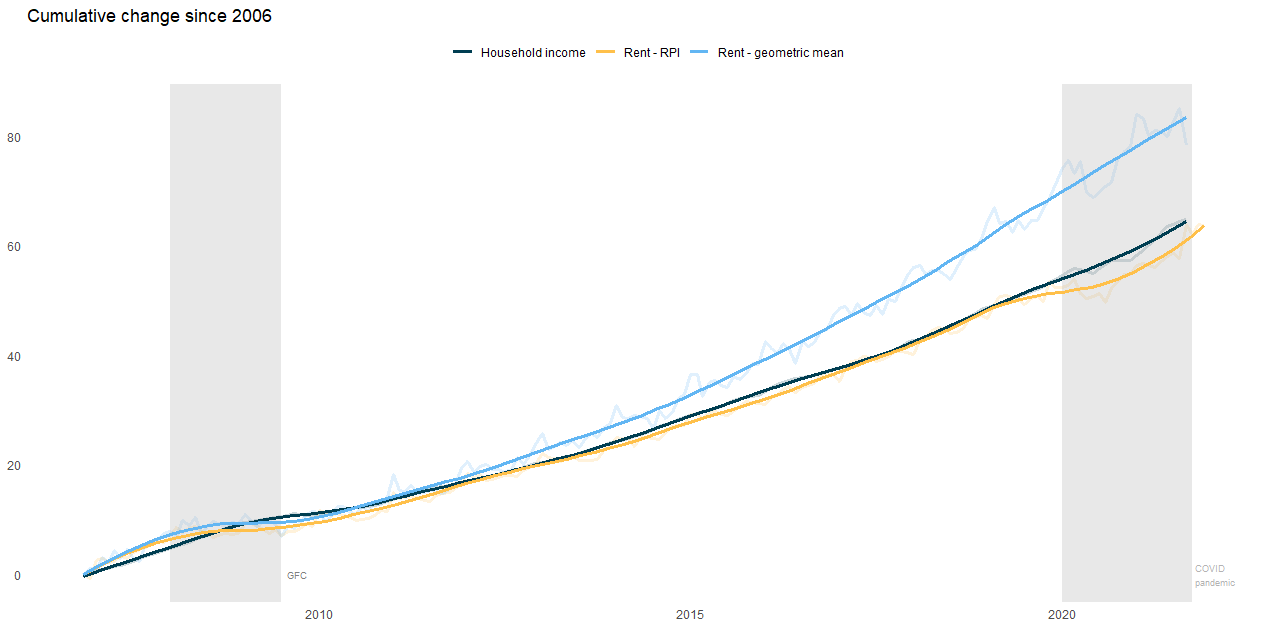 Cumulative change since 2006
Household income Rent - RPI Rent - geometric mean
80
60
40
20
0
GFC
COVID
pandemic
2010 2015 2020